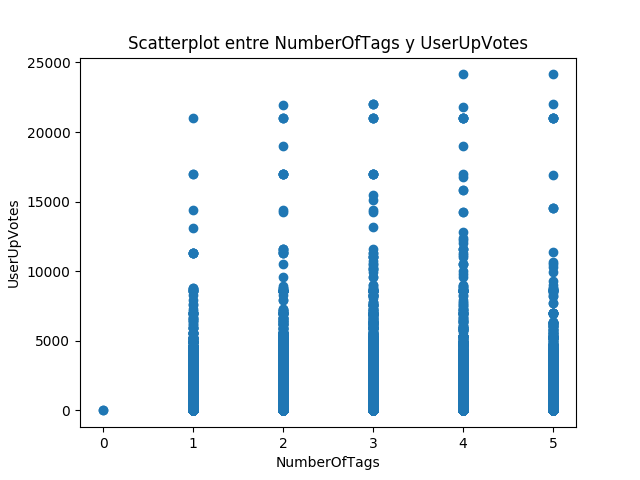 Scatterplot entre NumberOfTags y UserUpVotes
25000
20000
15000
10000
5000
0
UserUpVotes
0 1 2 3 4 5
NumberOfTags